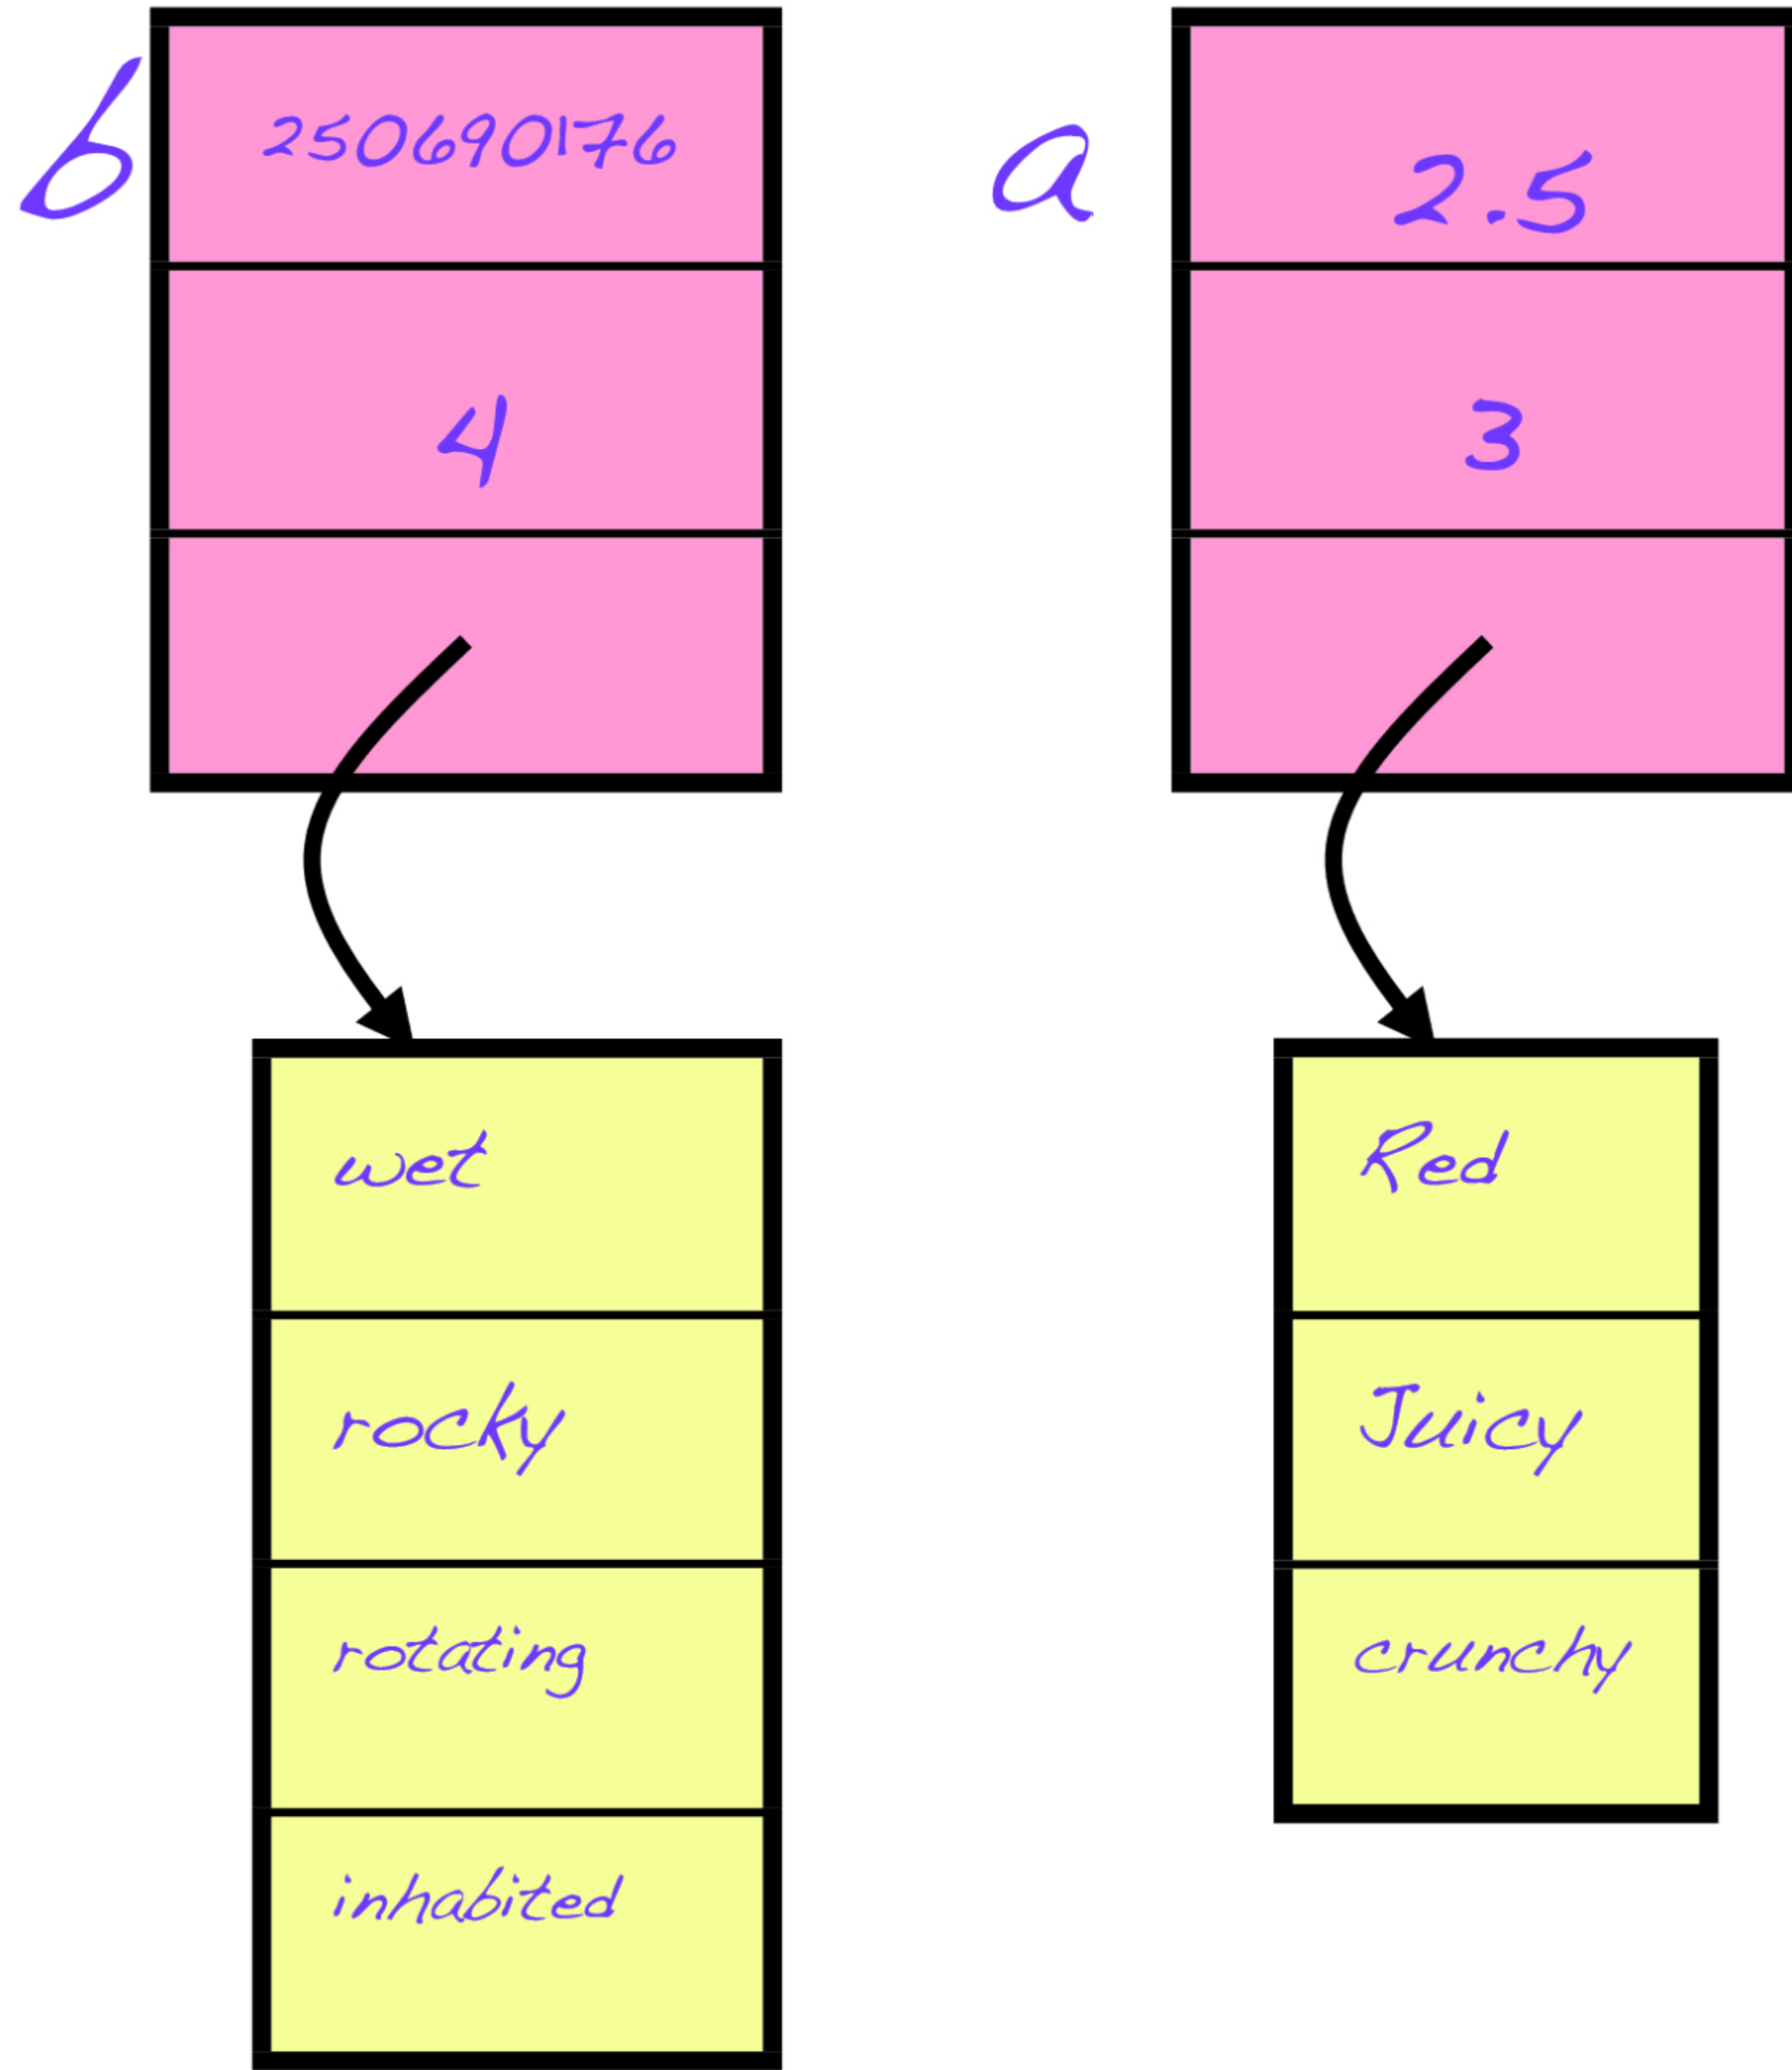 b
250690176
4
wet
rocky
rotating
inhabited
a
2.5
3
Red
Juicy
crunchy